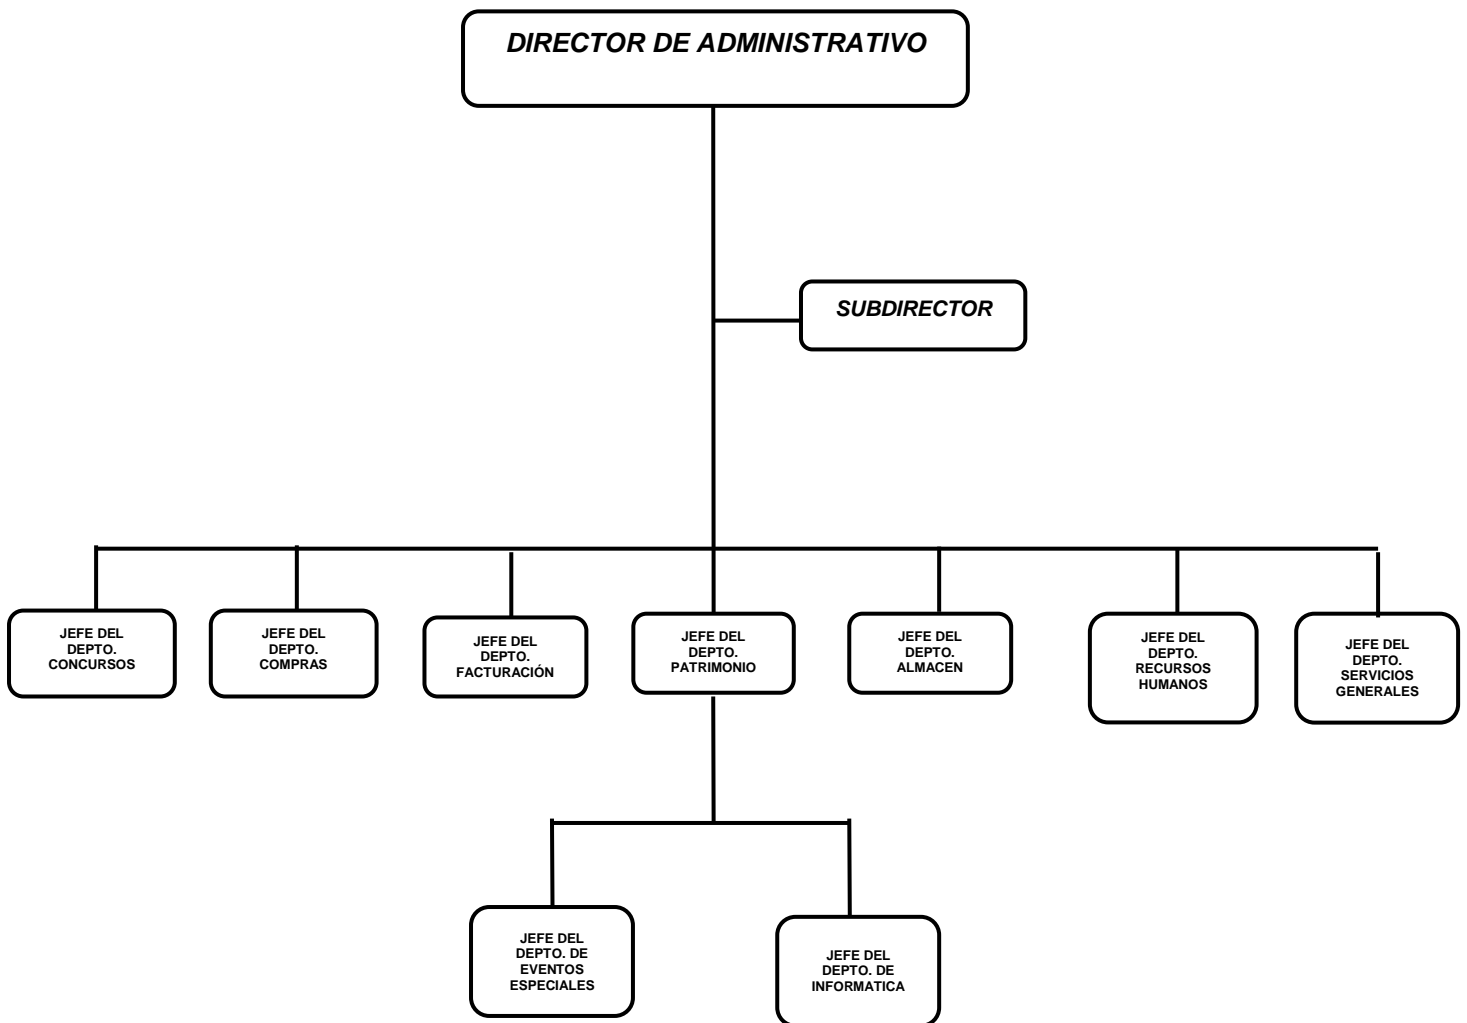 DIRECTOR DE ADMINISTRATIVO
SUBDIRECTOR
JEFE DEL
DEPTO.
CONCURSOS
JEFE DEL
DEPTO.
COMPRAS
JEFE DEL
DEPTO.
FACTURACIÓN
JEFE DEL
DEPTO.
PATRIMONIO
JEFE DEL
DEPTO.
ALMACEN
JEFE DEL
DEPTO.
RECURSOS
HUMANOS
JEFE DEL
DEPTO.
SERVICIOS
GENERALES
JEFE DEL
DEPTO. DE
EVENTOS
ESPECIALES
JEFE DEL
DEPTO. DE
INFORMATICA